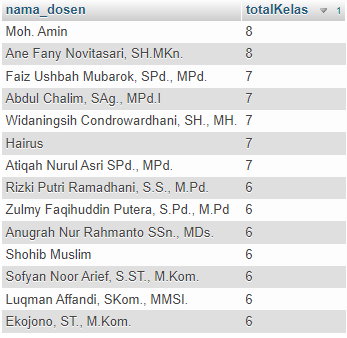 nama_dosen totalKelas 1
Moh. Amin 8
Ane Fany Novitasari, SH.MKn. 8
Faiz Ushbah Mubarok, SPd., MPd. 7
Abdul Chalim, SAg., MPd.I 7
Widaningsih Condrowardhani, SH., MH. 7
Hairus 7
Atiqah Nurul Asri SPd., MPd. 7
Rizki Putri Ramadhani, S.S., M.Pd. 6
Zulmy Faqihuddin Putera, S.Pd., M.Pd 6
Anugrah Nur Rahmanto SSn., MDs. 6
Shohib Muslim 6
Sofyan Noor Arief, S.ST., M.Kom. 6
Luqman Affandi, SKom., MMSI. 6
Ekojono, ST., M.Kom. 6